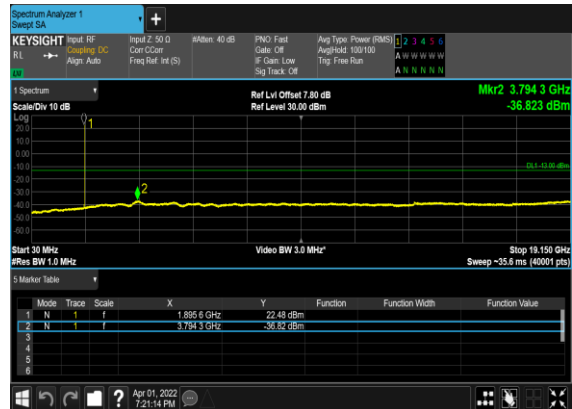 Spectrum Analyzer 1
Swept SA
KEYSIGHT Input: RF Input Z: 50 Ω #Atten: 40 dB PNO: Fast Avg Type: Power (RMS) 1 2 3 4 5 6
RL Coupling: DC Corr CCorr Gate: Off Avg|Hold: 100/100 A W W W W W
Align: Auto Freq Ref: Int (S) IF Gain: Low Trig: Free Run
Sig Track: Off A N N N N N
1 Spectrum Ref Lvl Offset 7.80 dB Mkr2 3.794 3 GHz
Scale/Div 10 dB Ref Level 30.00 dBm -36.823 dBm
Log
20.0
10.0
0.00
-10.0
-20.0
-30.0
-40.0
-50.0
-60.0
1
2
DL1 -13.00 dBm
Start 30 MHz Video BW 3.0 MHz* Stop 19.150 GHz
#Res BW 1.0 MHz Sweep ~35.6 ms (40001 pts)
5 Marker Table
Mode Trace Scale X Y Function Function Width Function Value
1 N 1 f 1.895 6 GHz 22.48 dBm
2 N 1 f 3.794 3 GHz -36.82 dBm
3
4
5
6
? Apr 01, 2022
7:21:14 PM